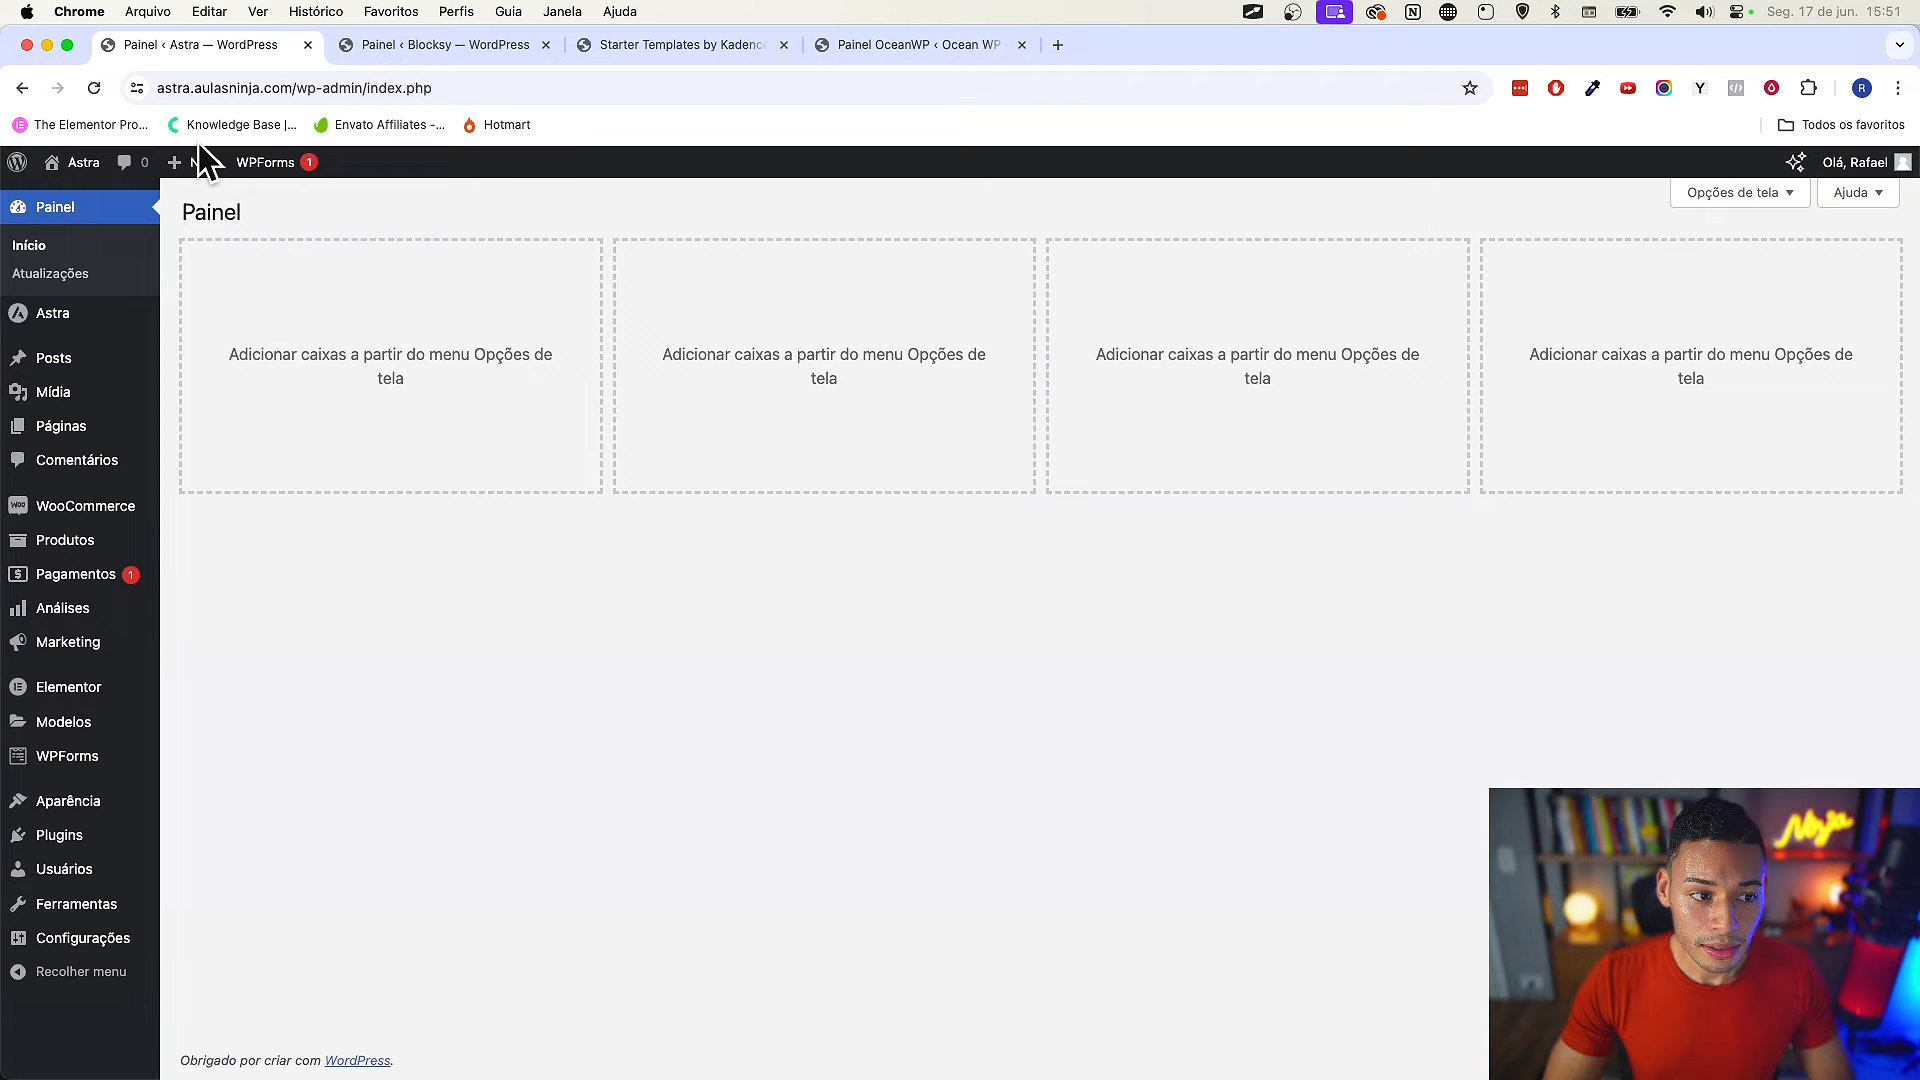 Chrome Arquivo Editar Ver Histórico Favoritos Perfis Guia Janela Ajuda Seg. 17 de jun. 15:51
Painel ‹ Astra — WordPress Painel ‹ Blocksy — WordPress Starter Templates by Kadence Painel OceanWP ‹ Ocean WP
astra.aulasninja.com/wp-admin/index.php
The Elementor Pro... Knowledge Base |... Envato Affiliates -... Hotmart Todos os favoritos
Astra 0 WPForms 1 Olá, Rafael
Opções de tela Ajuda
Painel
Painel
Início
Atualizações
Astra
Posts
Mídia
Páginas
Comentários
WooCommerce
Produtos
Pagamentos 1
Análises
Marketing
Elementor
Modelos
WPForms
Aparência
Plugins
Usuários
Ferramentas
Configurações
Recolher menu
Adicionar caixas a partir do menu Opções de
tela
Adicionar caixas a partir do menu Opções de
tela
Adicionar caixas a partir do menu Opções de
tela
Adicionar caixas a partir do menu Opções de
tela
Ninja
Obrigado por criar com WordPress.